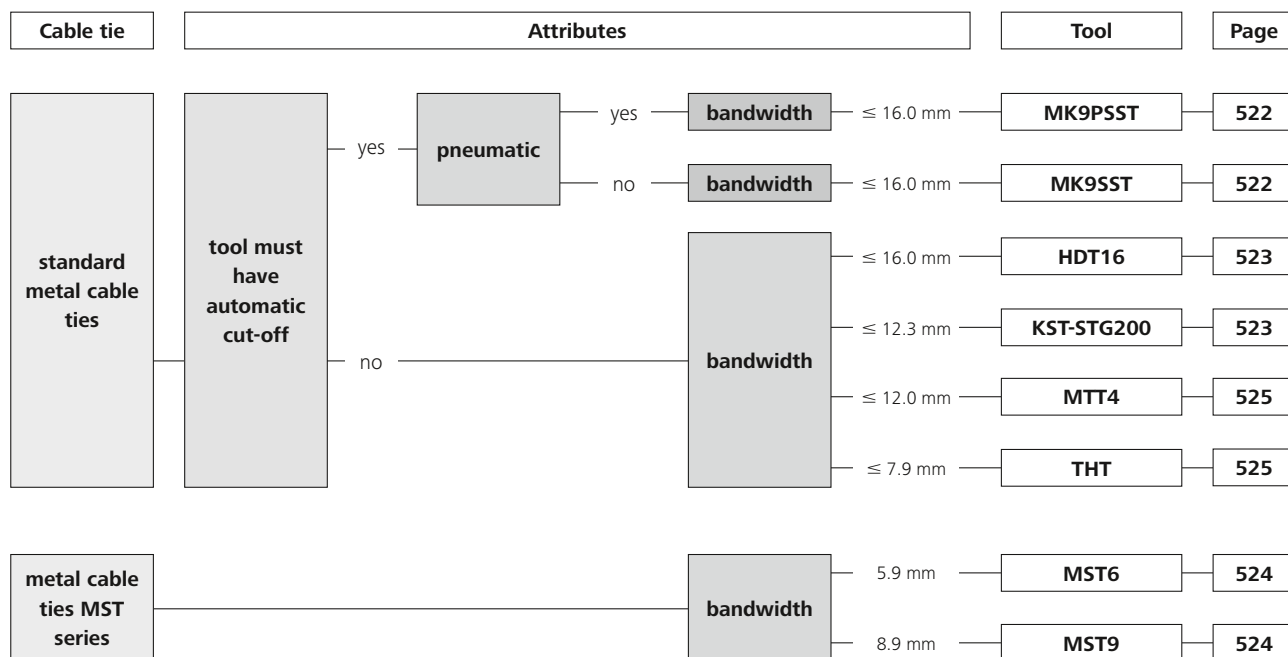 Cable tie
Attributes
Tool
Page
standard
metal cable
ties
tool must
have
automatic
cut-off
yes
pneumatic
yes
bandwidth
≤ 16.0 mm
MK9PSST
522
no
bandwidth
≤ 16.0 mm
MK9SST
522
no
bandwidth
≤ 16.0 mm
HDT16
523
≤ 12.3 mm
KST-STG200
523
≤ 12.0 mm
MTT4
525
≤ 7.9 mm
THT
525
metal cable
ties MST
series
bandwidth
5.9 mm
MST6
524
8.9 mm
MST9
524